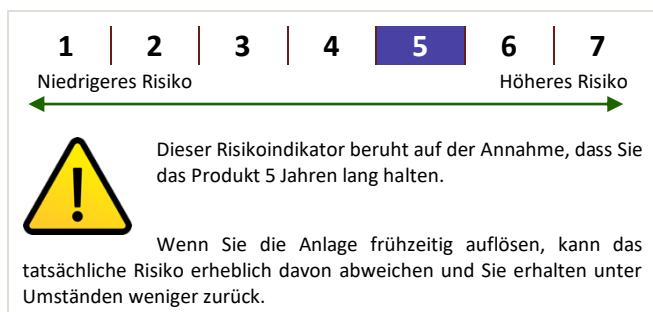 1 2 3 4 5 6 7
Niedrigeres Risiko Höheres Risiko
Dieser Risikoindikator beruht auf der Annahme, dass Sie
das Produkt 5 Jahren lang halten.
Wenn Sie die Anlage frühzeitig auflösen, kann das
tatsächliche Risiko erheblich davon abweichen und Sie erhalten unter
Umständen weniger zurück.